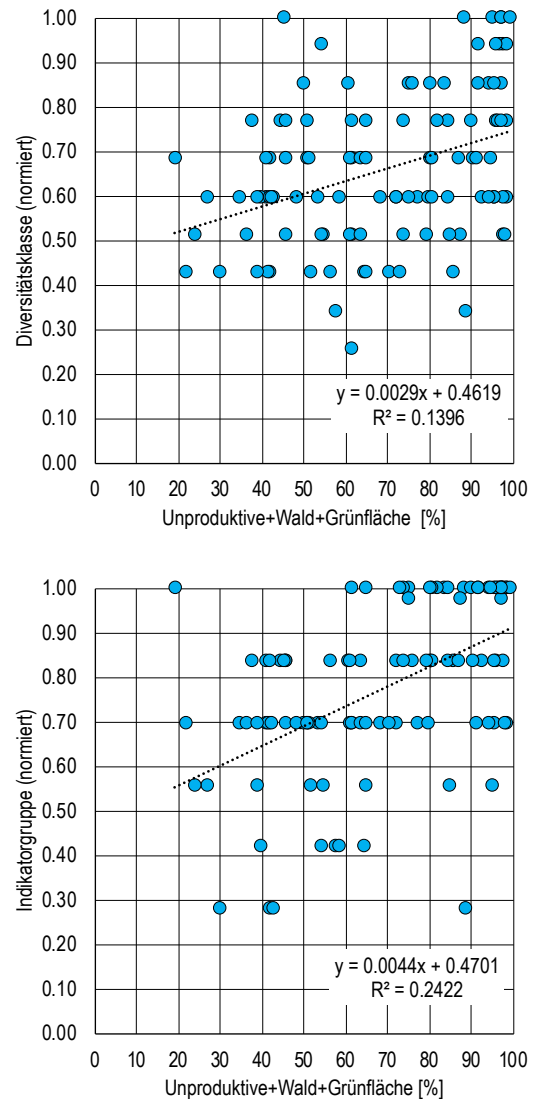 Diversitätsklasse (normiert)
1.00
0.90
0.80
0.70
0.60
0.50
0.40
0.30
0.20
0.10
0.00
y = 0.0029x + 0.4619
R² = 0.1396
0 10 20 30 40 50 60 70 80 90 100
Unproduktive+Wald+Grünfläche [%]
Indikatorgruppe (normiert)
1.00
0.90
0.80
0.70
0.60
0.50
0.40
0.30
0.20
0.10
0.00
y = 0.0044x + 0.4701
R² = 0.2422
0 10 20 30 40 50 60 70 80 90 100
Unproduktive+Wald+Grünfläche [%]